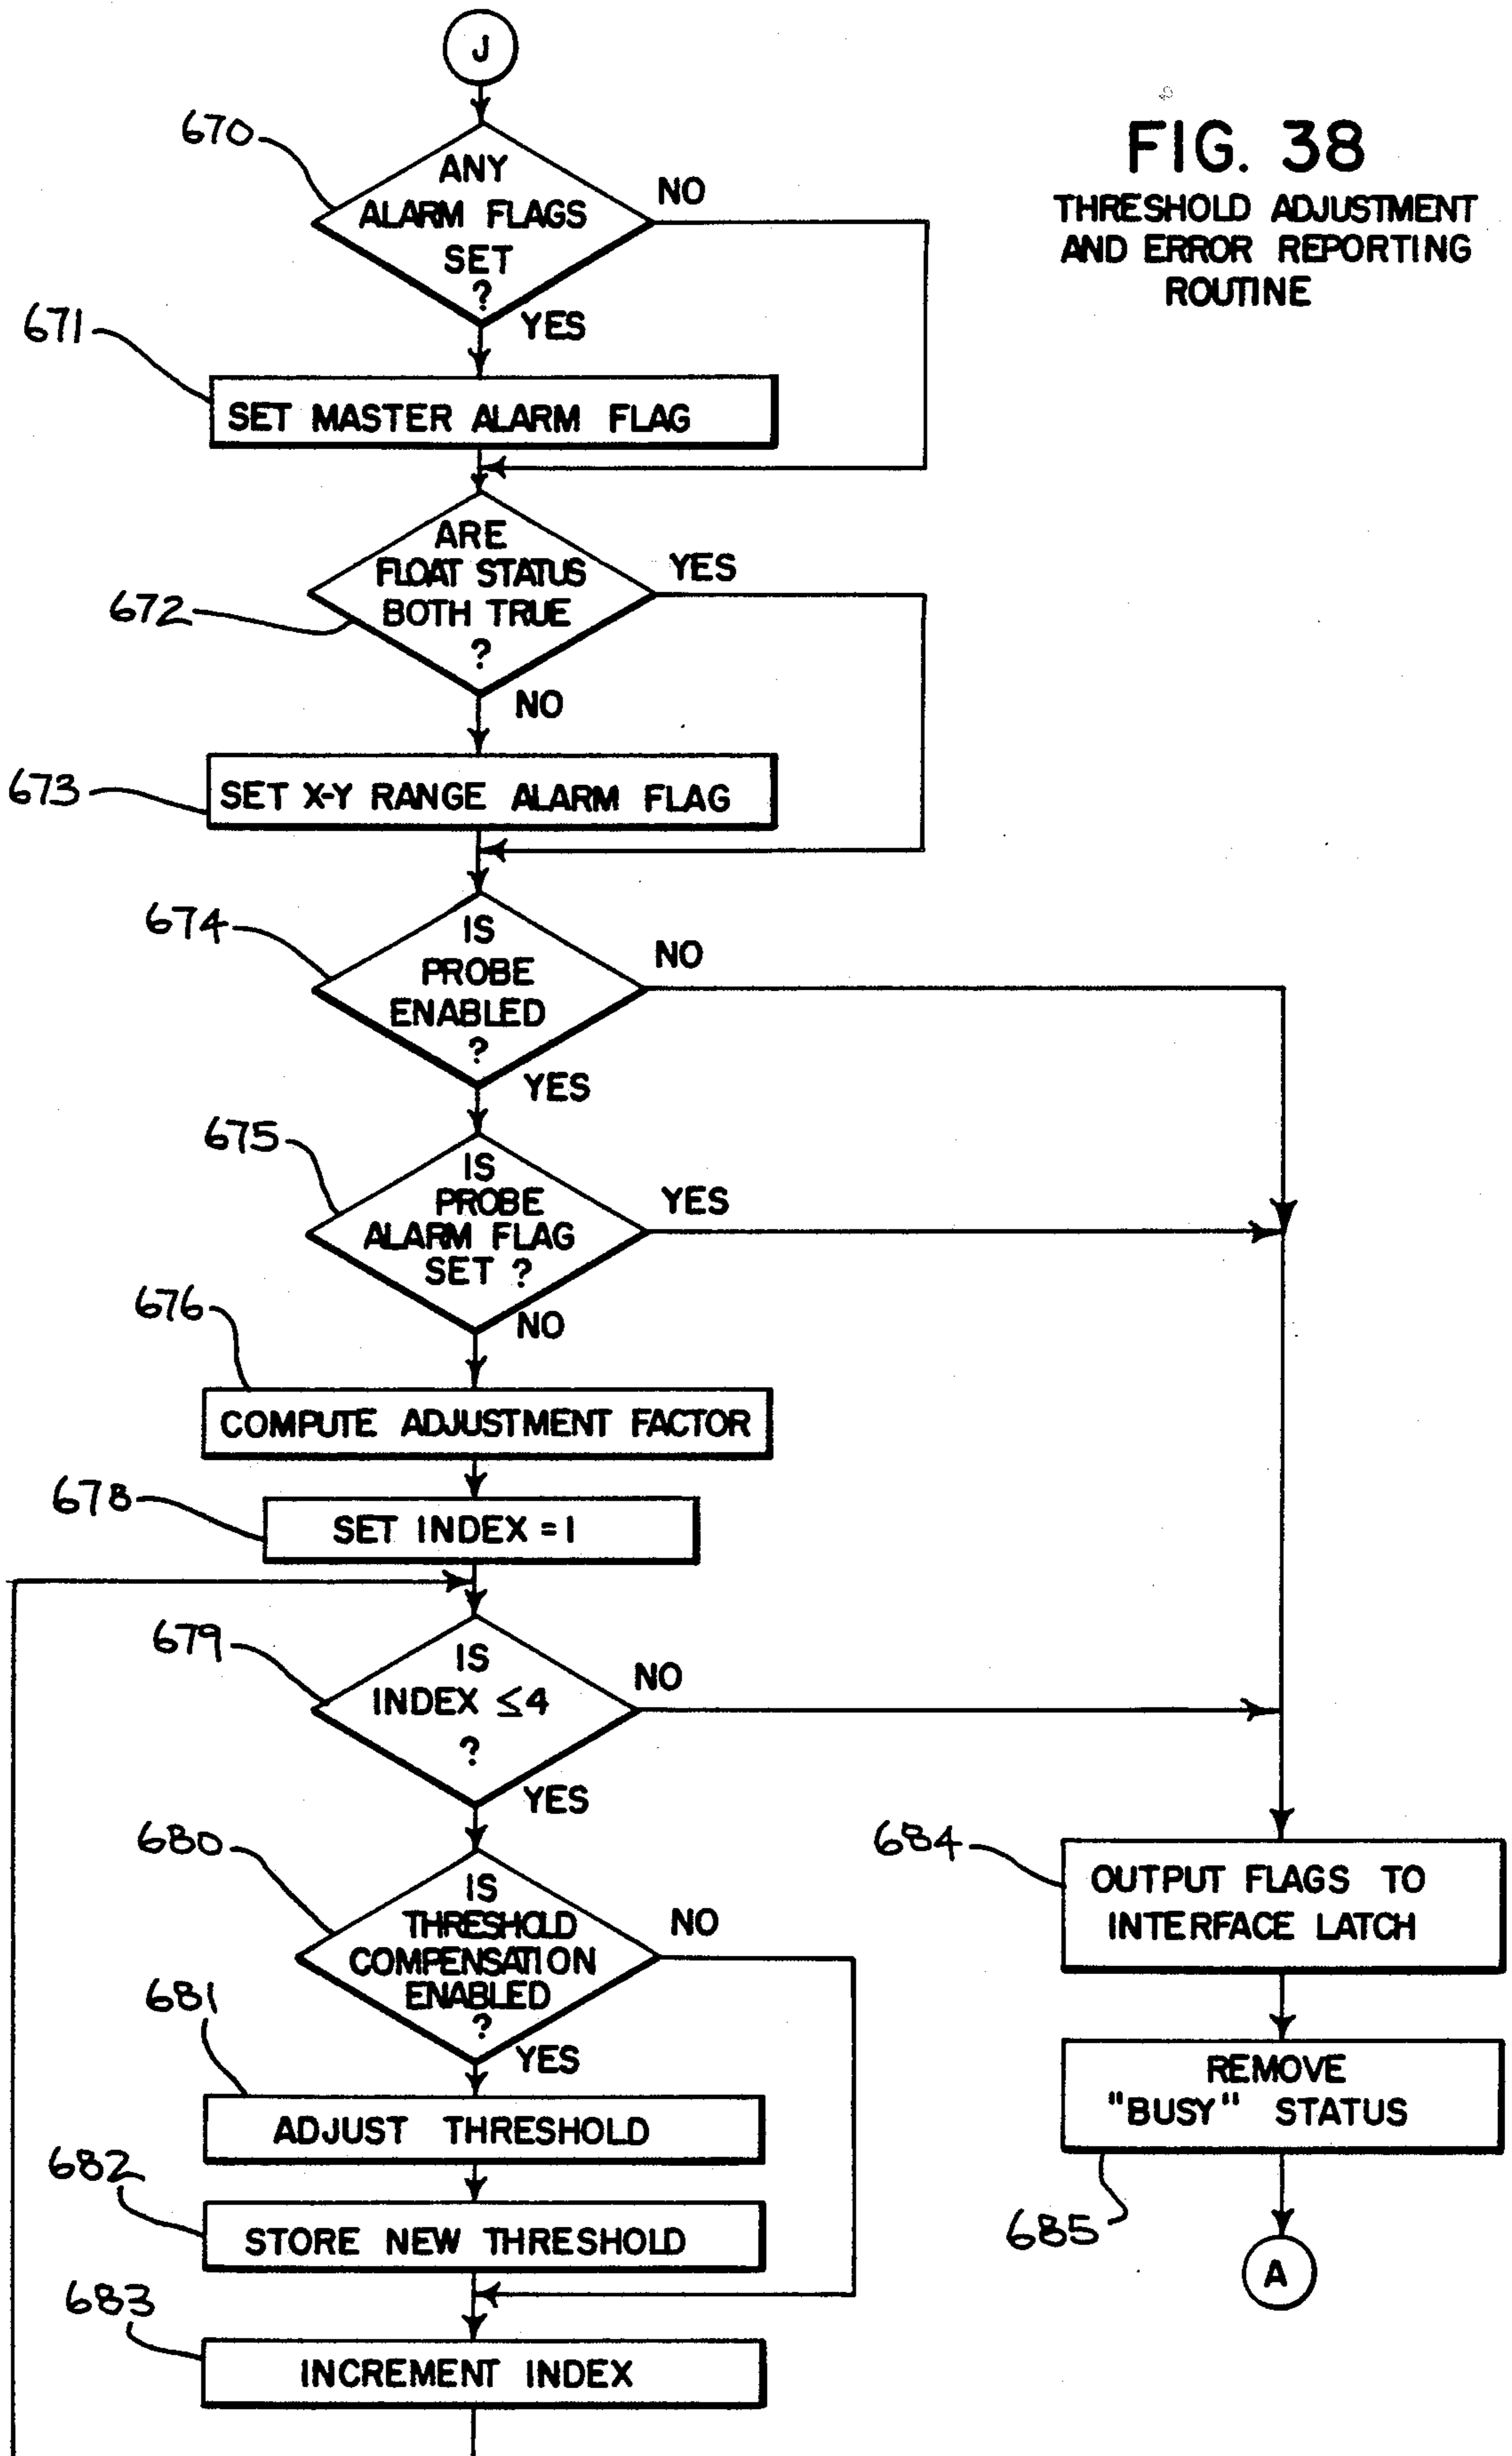 J
FIG. 38
THRESHOLD ADJUSTMENT
AND ERROR REPORTING
ROUTINE
670
ANY
ALARM FLAGS
SET
?
NO
YES
671
SET MASTER ALARM FLAG
672
ARE
FLOAT STATUS
BOTH TRUE
?
YES
NO
673
SET X-Y RANGE ALARM FLAG
674
IS
PROBE
ENABLED
?
NO
YES
675
IS
PROBE
ALARM FLAG
SET ?
YES
NO
676
COMPUTE ADJUSTMENT FACTOR
678
SET INDEX = 1
679
IS
INDEX ≤4
?
NO
YES
680
IS
THRESHOLD
COMPENSATION
ENABLED
?
NO
YES
681
ADJUST THRESHOLD
682
STORE NEW THRESHOLD
683
INCREMENT INDEX
684
OUTPUT FLAGS TO
INTERFACE LATCH
REMOVE
"BUSY" STATUS
685
A